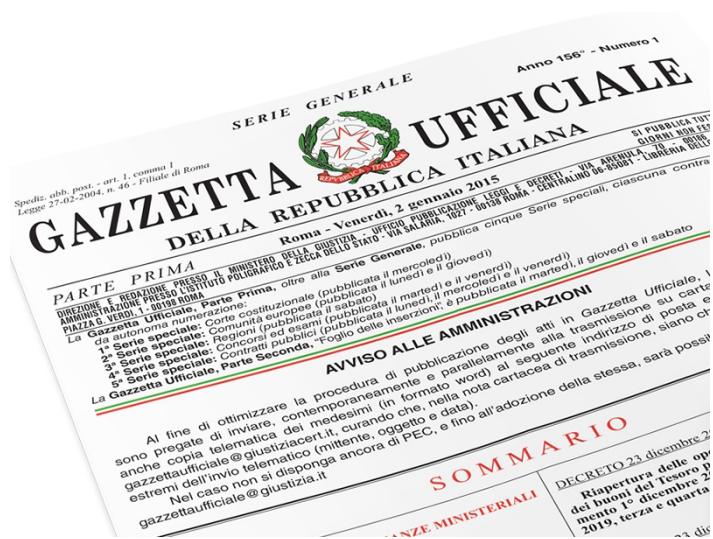 SERIE GENERALE
Anno 156° - Numero 1
Spediz. abb. post. - art. 1, comma 1
Legge 27-02-2004, n. 46 - Filiale di Roma
GAZZETTA UFFICIALE
REPVBBLICA ITALIANA
DELLA REPUBBLICA ITALIANA
PARTE PRIMA
Roma - Venerdì, 2 gennaio 2015
SI PUBBLICA TUTTI
GIORNI NON
DIREZIONE E REDAZIONE PRESSO IL MINISTERO DELLA GIUSTIZIA - UFFICIO PUBBLICAZIONE LEGGI E DECRETI - VIA ARENULA, 70 00186
AMMINISTRAZIONE PRESSO L'ISTITUTO POLIGRAFICO E ZECCA DELLO STATO - VIA SALARIA, 1027 - 00138 ROMA - CENTRALINO 06-85081 - LIBRERIA DELLO
PIAZZA G. VERDI, 1 - 00198 ROMA
La Gazzetta Ufficiale, Parte Prima, oltre alla Serie Generale, pubblica cinque Serie speciali, ciascuna
da autonoma numerazione:
1ª Serie speciale: Corte costituzionale (pubblicata il mercoledì)
2ª Serie speciale: Comunità europee (pubblicata il lunedì e il giovedì)
3ª Serie speciale: Regioni (pubblicata il sabato)
4ª Serie speciale: Concorsi ed esami (pubblicata il martedì e il venerdì)
5ª Serie speciale: Contratti pubblici (pubblicata il lunedì, il mercoledì e il venerdì)
La Gazzetta Ufficiale, Parte Seconda, "Foglio delle inserzioni", è pubblicata il martedì, il giovedì e il sabato
AVVISO ALLE AMMINISTRAZIONI
Al fine di ottimizzare la procedura di pubblicazione degli atti in Gazzetta Ufficiale,
sono pregate di inviare, contemporaneamente e parallelamente alla trasmissione su
anche copia telematica dei medesimi (in formato word) al seguente indirizzo di posta
gazzettaufficiale@giustiziacert.it, curando che, nella nota cartacea di trasmissione, siano
estremi dell'invio telematico (mittente, oggetto e data).
Nel caso non si disponga ancora di PEC, e fino all'adozione della stessa, sarà
gazzettaufficiale@giustizia.it
SOMMARIO
MINISTERIALI
DECRETO 23 dicembre
Riapertura delle
dei buoni del Tesoro
mento 1° dicembre
2019, terza e quarta